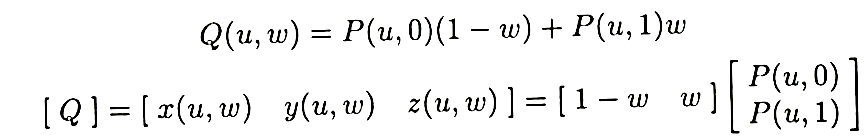 Q(u, w) = P(u, 0)(1 − w) + P(u, 1)w
[ Q ] = [ x(u, w)  y(u, w)  z(u, w) ] = [ 1 − w  w ] [ P(u, 0) P(u, 1) ]